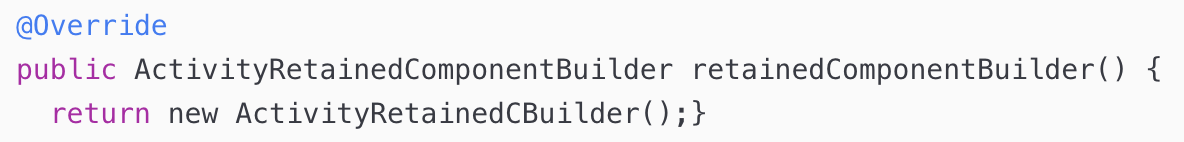 @Override
public ActivityRetainedComponentBuilder retainedComponentBuilder() {
  return new ActivityRetainedCBuilder();}